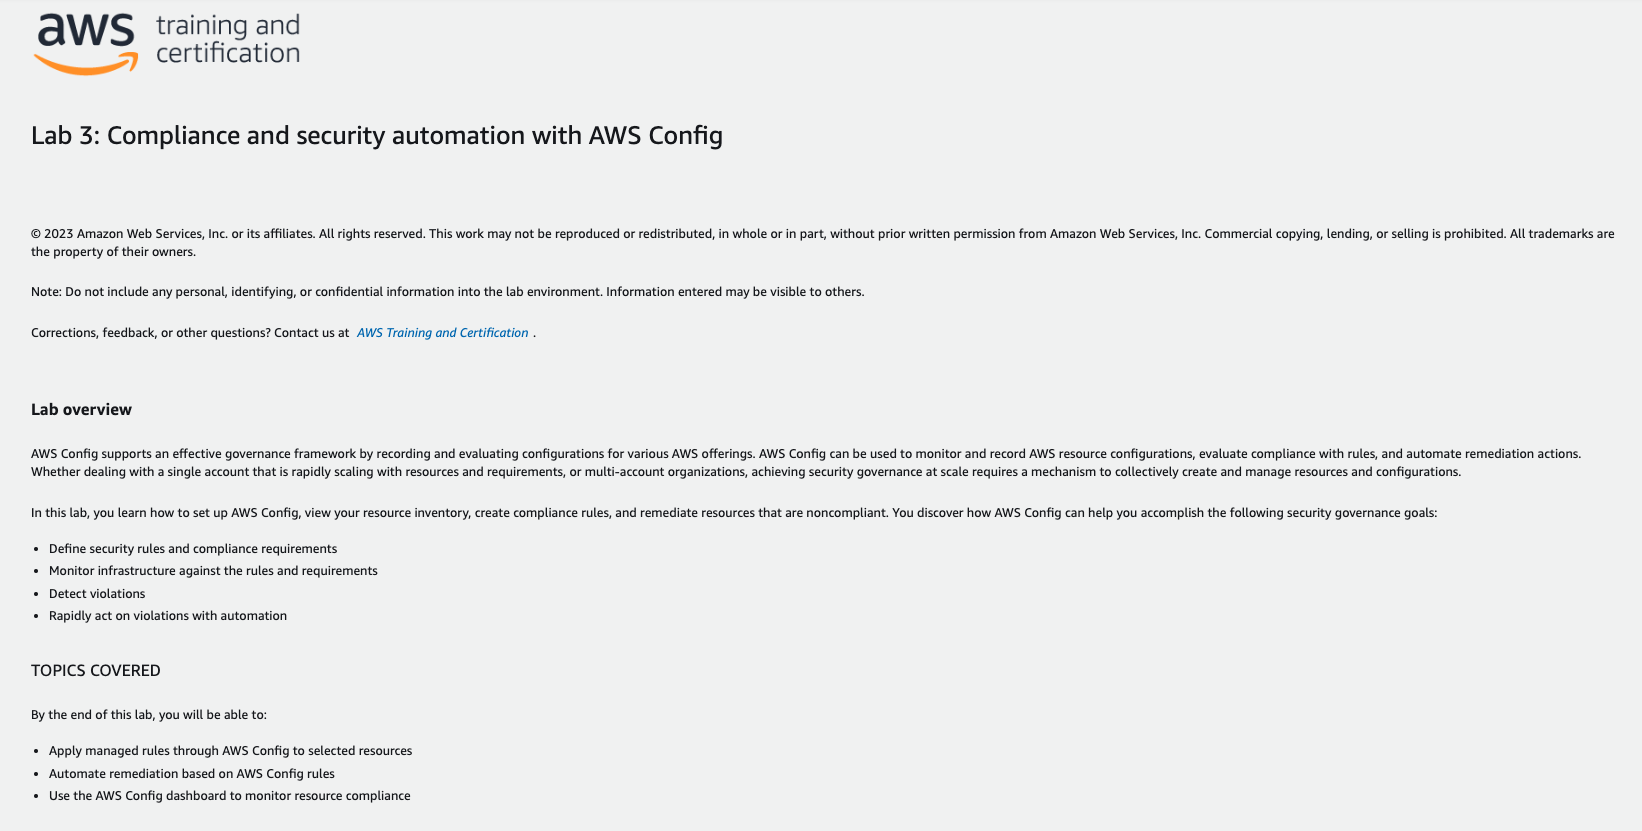 aws training and
certification
Lab 3: Compliance and security automation with AWS Config
© 2023 Amazon Web Services, Inc. or its affiliates. All rights reserved. This work may not be reproduced or redistributed, in whole or in part, without prior written permission from Amazon Web Services, Inc. Commercial copying, lending, or selling is prohibited. All trademarks are
the property of their owners.
Note: Do not include any personal, identifying, or confidential information into the lab environment. Information entered may be visible to others.
Corrections, feedback, or other questions? Contact us at AWS Training and Certification .
Lab overview
AWS Config supports an effective governance framework by recording and evaluating configurations for various AWS offerings. AWS Config can be used to monitor and record AWS resource configurations, evaluate compliance with rules, and automate remediation actions.
Whether dealing with a single account that is rapidly scaling with resources and requirements, or multi-account organizations, achieving security governance at scale requires a mechanism to collectively create and manage resources and configurations.
In this lab, you learn how to set up AWS Config, view your resource inventory, create compliance rules, and remediate resources that are noncompliant. You discover how AWS Config can help you accomplish the following security governance goals:
• Define security rules and compliance requirements
• Monitor infrastructure against the rules and requirements
• Detect violations
• Rapidly act on violations with automation
TOPICS COVERED
By the end of this lab, you will be able to:
• Apply managed rules through AWS Config to selected resources
• Automate remediation based on AWS Config rules
• Use the AWS Config dashboard to monitor resource compliance